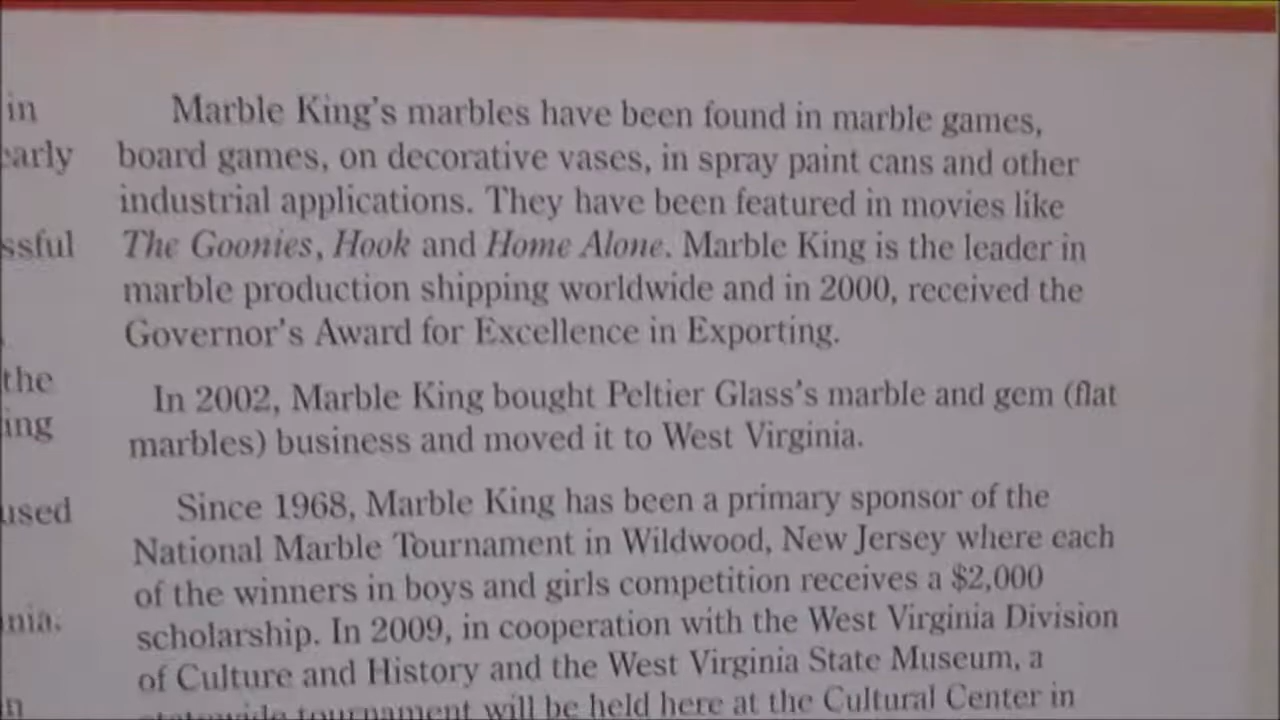 in
early
ssful
the
ing
used
nia.
n
Marble King's marbles have been found in marble games,
board games, on decorative vases, in spray paint cans and other
industrial applications. They have been featured in movies like
The Goonies, Hook and Home Alone. Marble King is the leader in
marble production shipping worldwide and in 2000, received the
Governor's Award for Excellence in Exporting.
In 2002, Marble King bought Peltier Glass's marble and gem (flat
marbles) business and moved it to West Virginia.
Since 1968, Marble King has been a primary sponsor of the
National Marble Tournament in Wildwood, New Jersey where each
of the winners in boys and girls competition receives a $2,000
scholarship. In 2009, in cooperation with the West Virginia Division
of Culture and History and the West Virginia State Museum, a
statewide tournament will be held here at the Cultural Center in